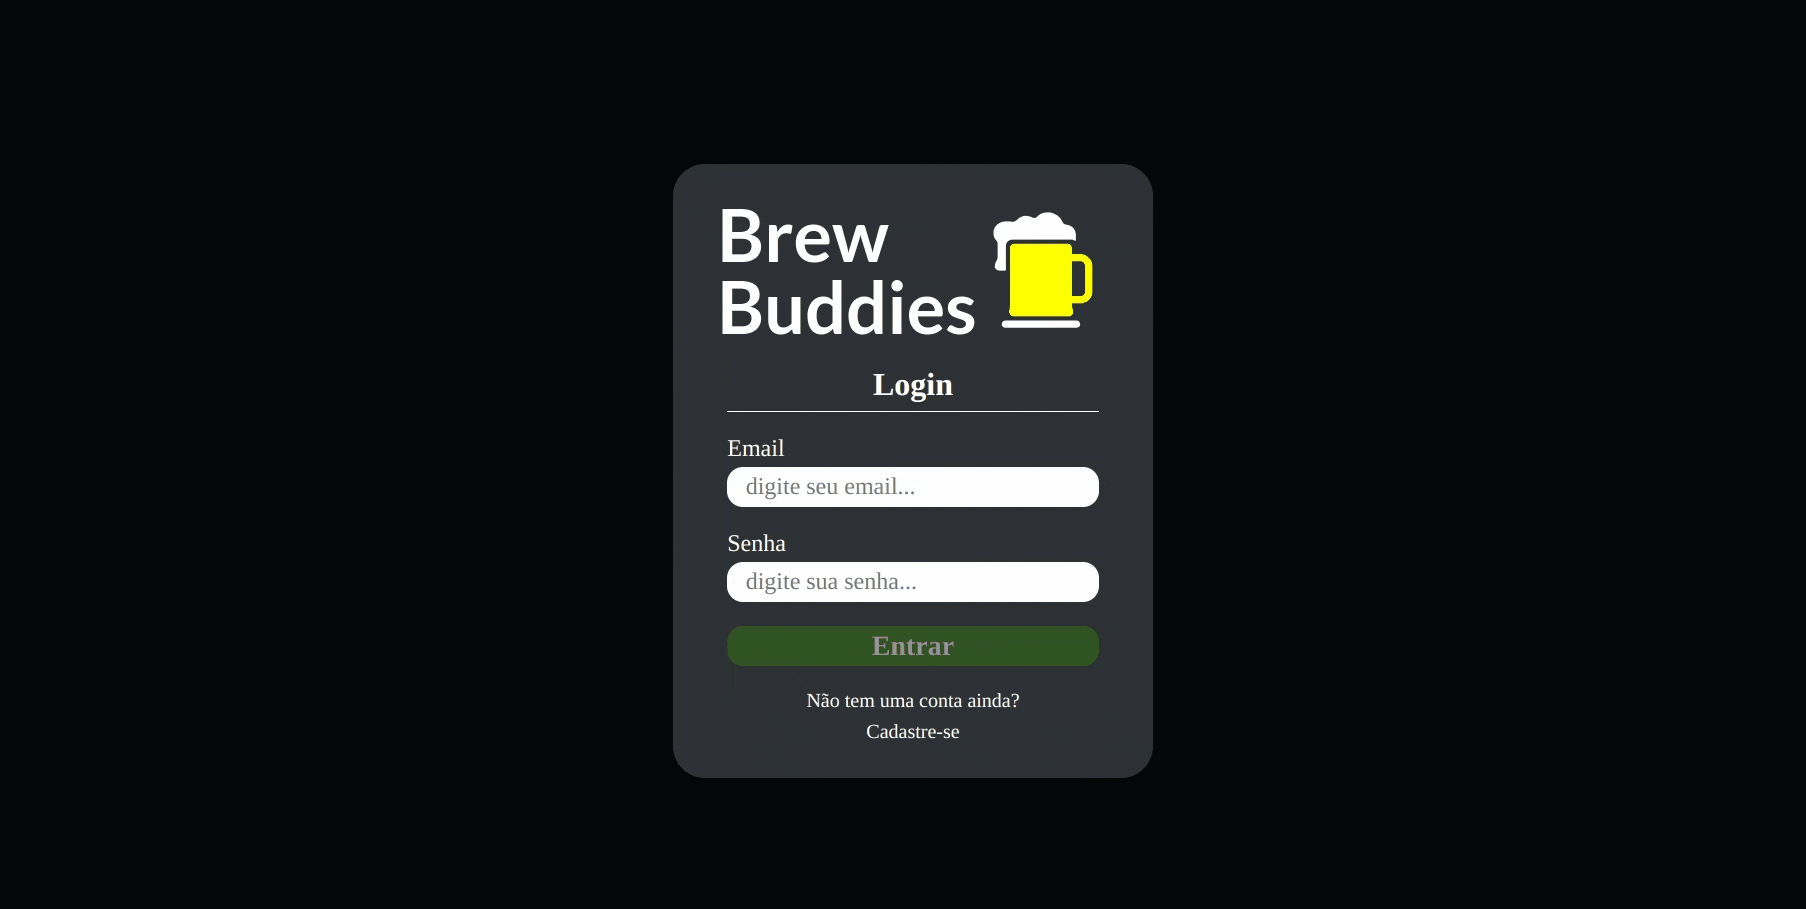 Brew
Buddies
Login
Email
digite seu email...
Senha
digite sua senha...
Entrar
Não tem uma conta ainda?
Cadastre-se